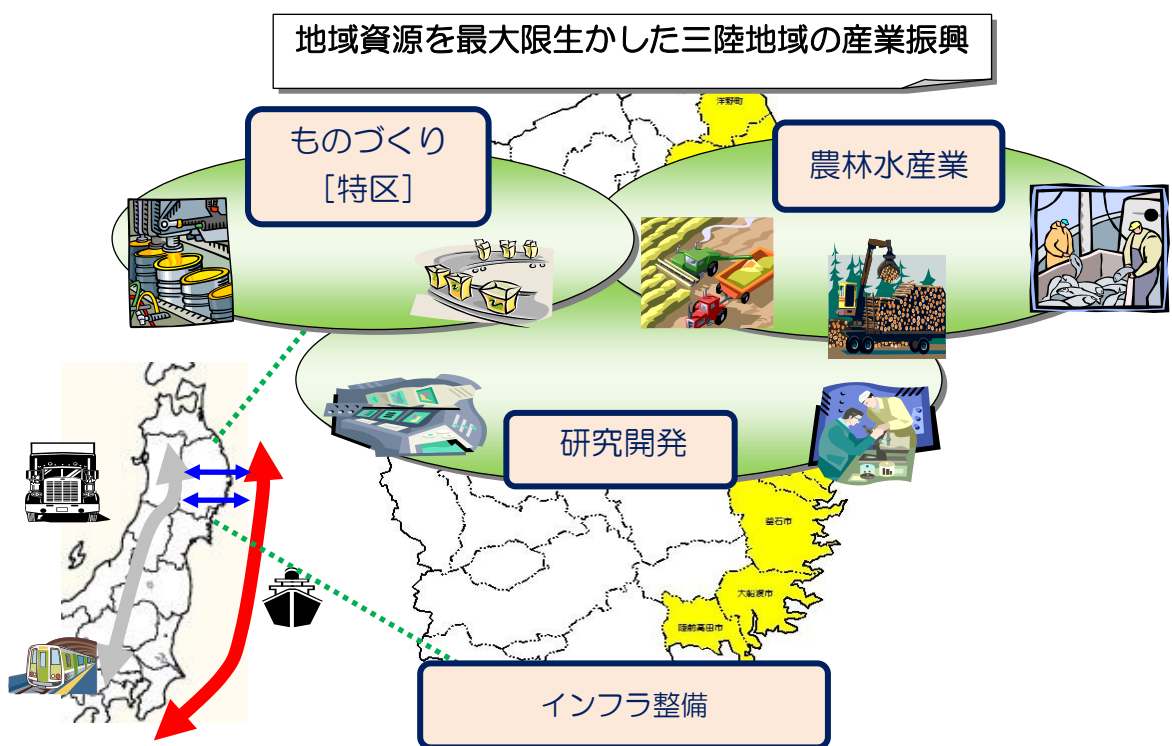 地域資源を最大限生かした三陸地域の産業振興
洋野町
ものづくり
[特区]
農林水産業
研究開発
釜石市
大船渡市
陸前高田市
インフラ整備